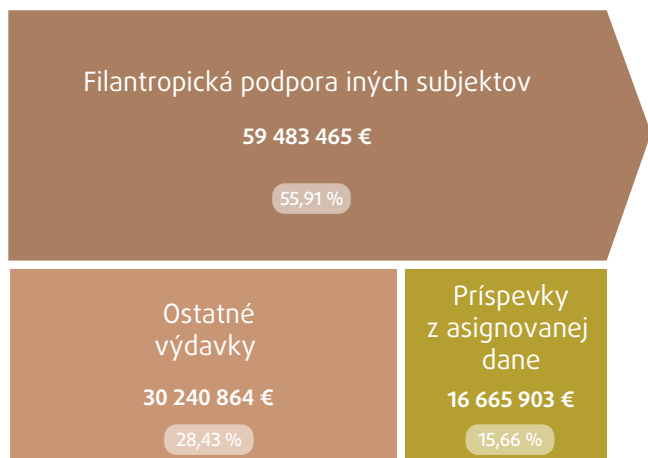 Filantropická podpora iných subjektov
59 483 465 €
55,91 %
Ostatné
výdavky
30 240 864 €
28,43 %
Príspevky
z asignovanej
dane
16 665 903 €
15,66 %